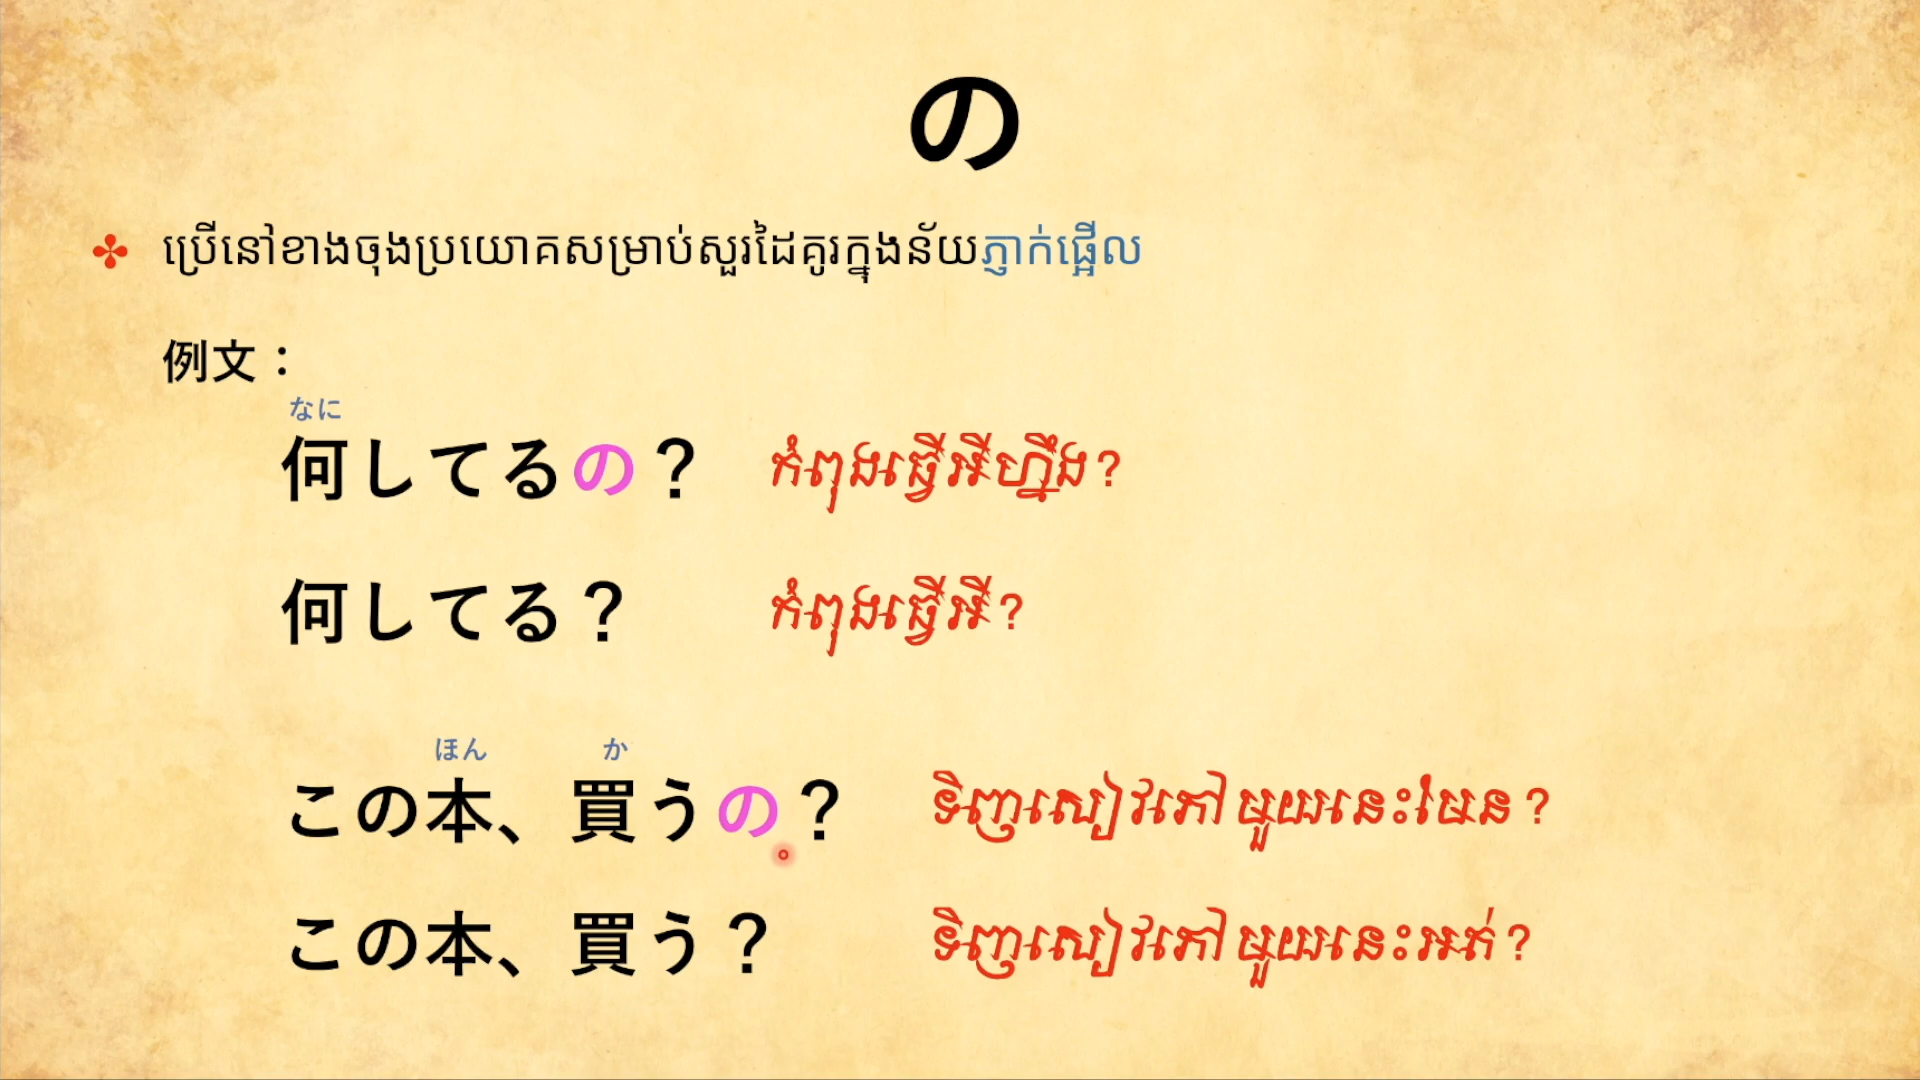 の
ប្រើនៅខាងចុងប្រយោគសម្រាប់សួរដៃគូរក្នុងន័យភ្ញាក់ផ្អើល
例文：
なに
何してるの？ កំពុងធ្វើអីហ្នឹង?
何してる？ កំពុងធ្វើអី?
ほん か
この本、買うの？ ទិញសៀវភៅមួយនេះមែន?
この本、買う？ ទិញសៀវភៅមួយនេះអត់?